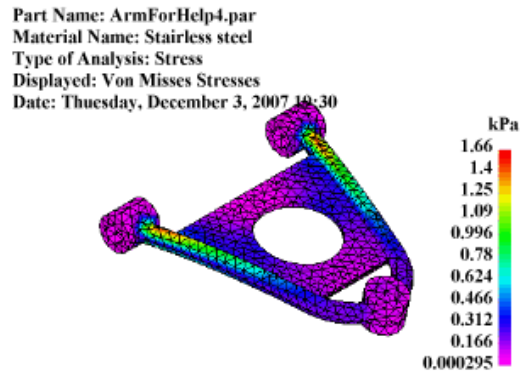 Part Name: ArmForHelp4.par
Material Name: Stairless steel
Type of Analysis: Stress
Displayed: Von Misses Stresses
Date: Thuesday, December 3, 2007 19:30
kPa
1.66
1.4
1.25
1.09
0.996
0.78
0.624
0.466
0.312
0.166
0.000295